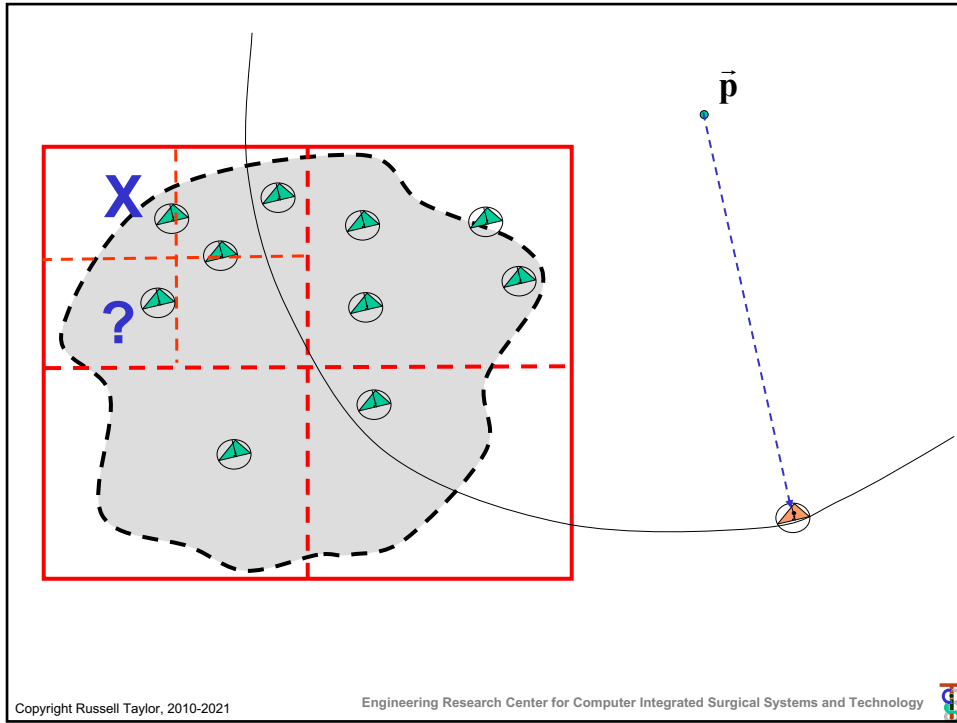 p
X
?
Copyright Russell Taylor, 2010-2021
Engineering Research Center for Computer Integrated Surgical Systems and Technology